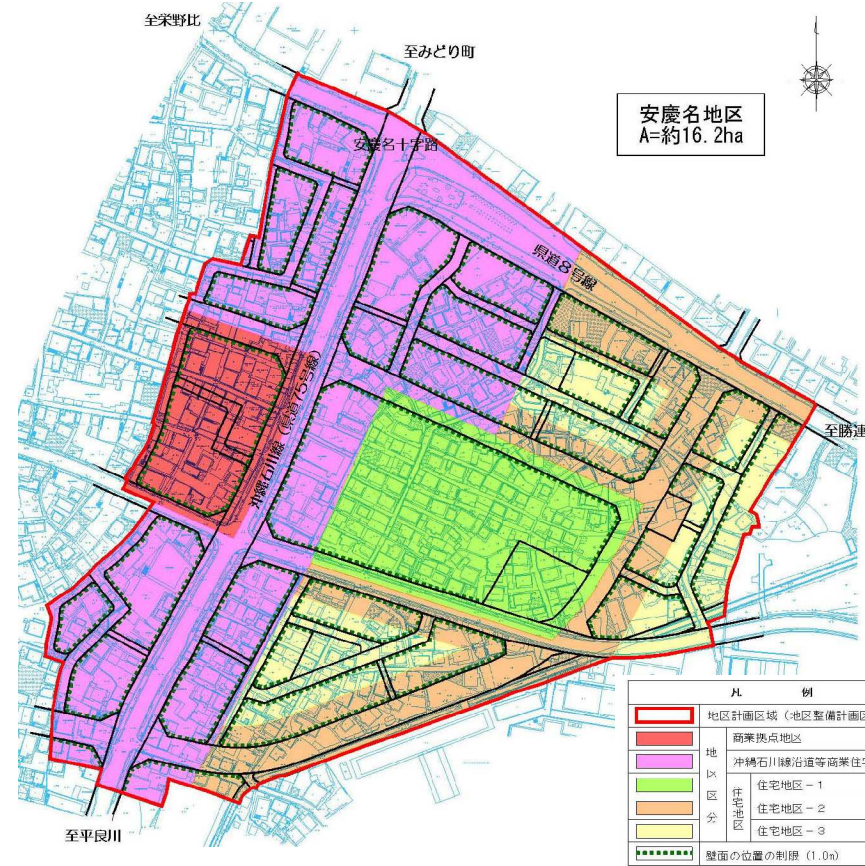 至栄野比
至みどり町
安慶名地区
A=約16.2ha
安慶名十字路
県道8号線
沖縄石川線(県道75号線)
至勝連
至平良川
凡 例
地区計画区域(地区整備計画区
地区区分
商業拠点地区
沖縄石川線沿道等商業住宅
住宅地区
住宅地区-1
住宅地区-2
住宅地区-3
壁面の位置の制限(1.0m)